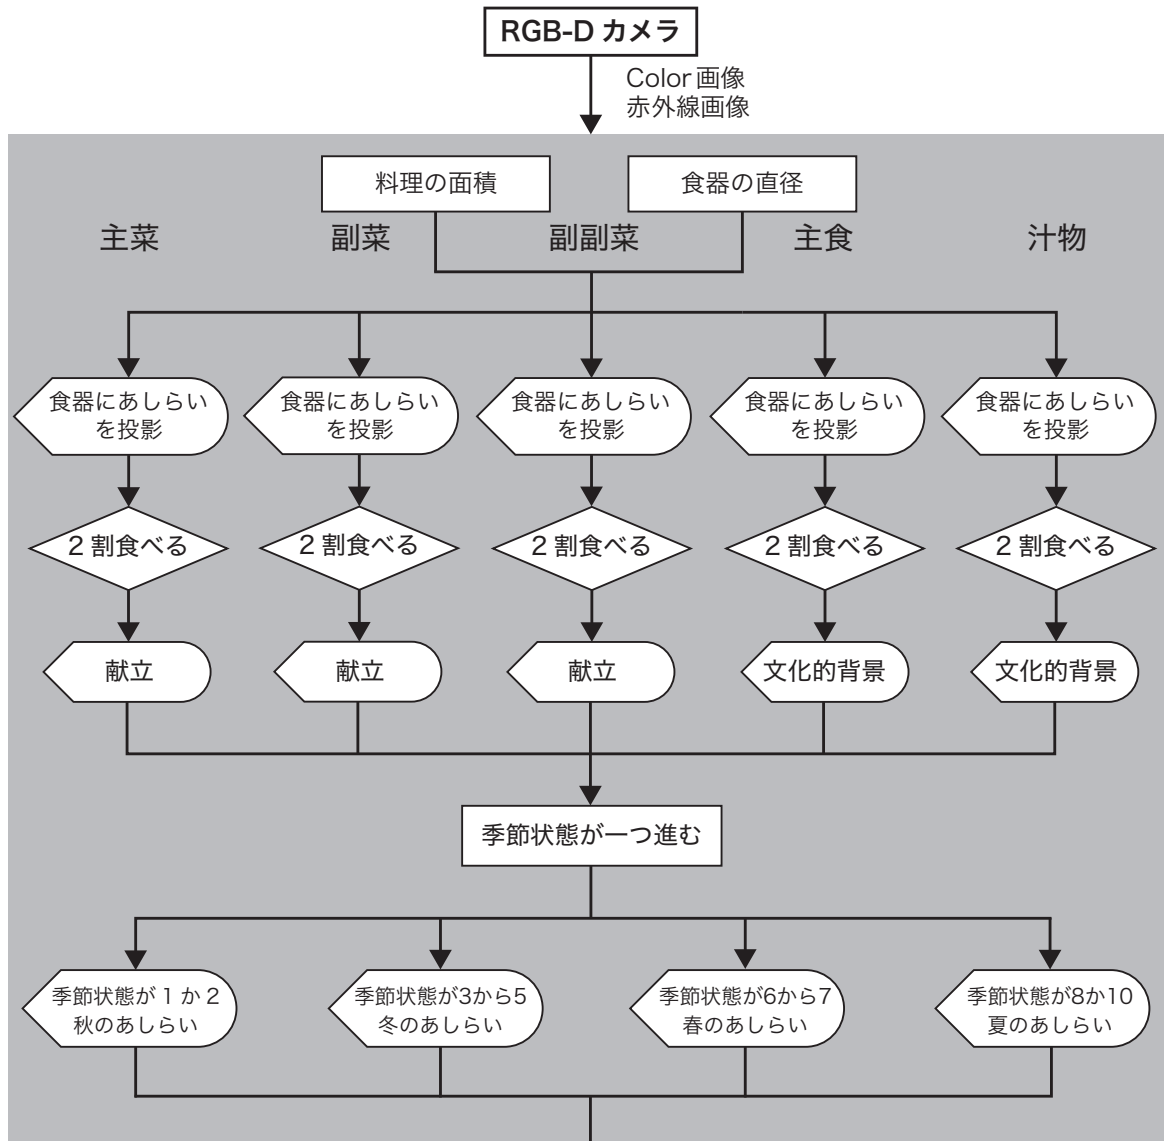 RGB-D カメラ
Color 画像
赤外線画像
料理の面積
食器の直径
主菜
副菜
副副菜
主食
汁物
食器にあしらい
を投影
食器にあしらい
を投影
食器にあしらい
を投影
食器にあしらい
を投影
食器にあしらい
を投影
2 割食べる
2 割食べる
2 割食べる
2 割食べる
2 割食べる
献立
献立
献立
文化的背景
文化的背景
季節状態が一つ進む
季節状態が 1 か 2
秋のあしらい
季節状態が3から5
冬のあしらい
季節状態が6から7
春のあしらい
季節状態が8か10
夏のあしらい